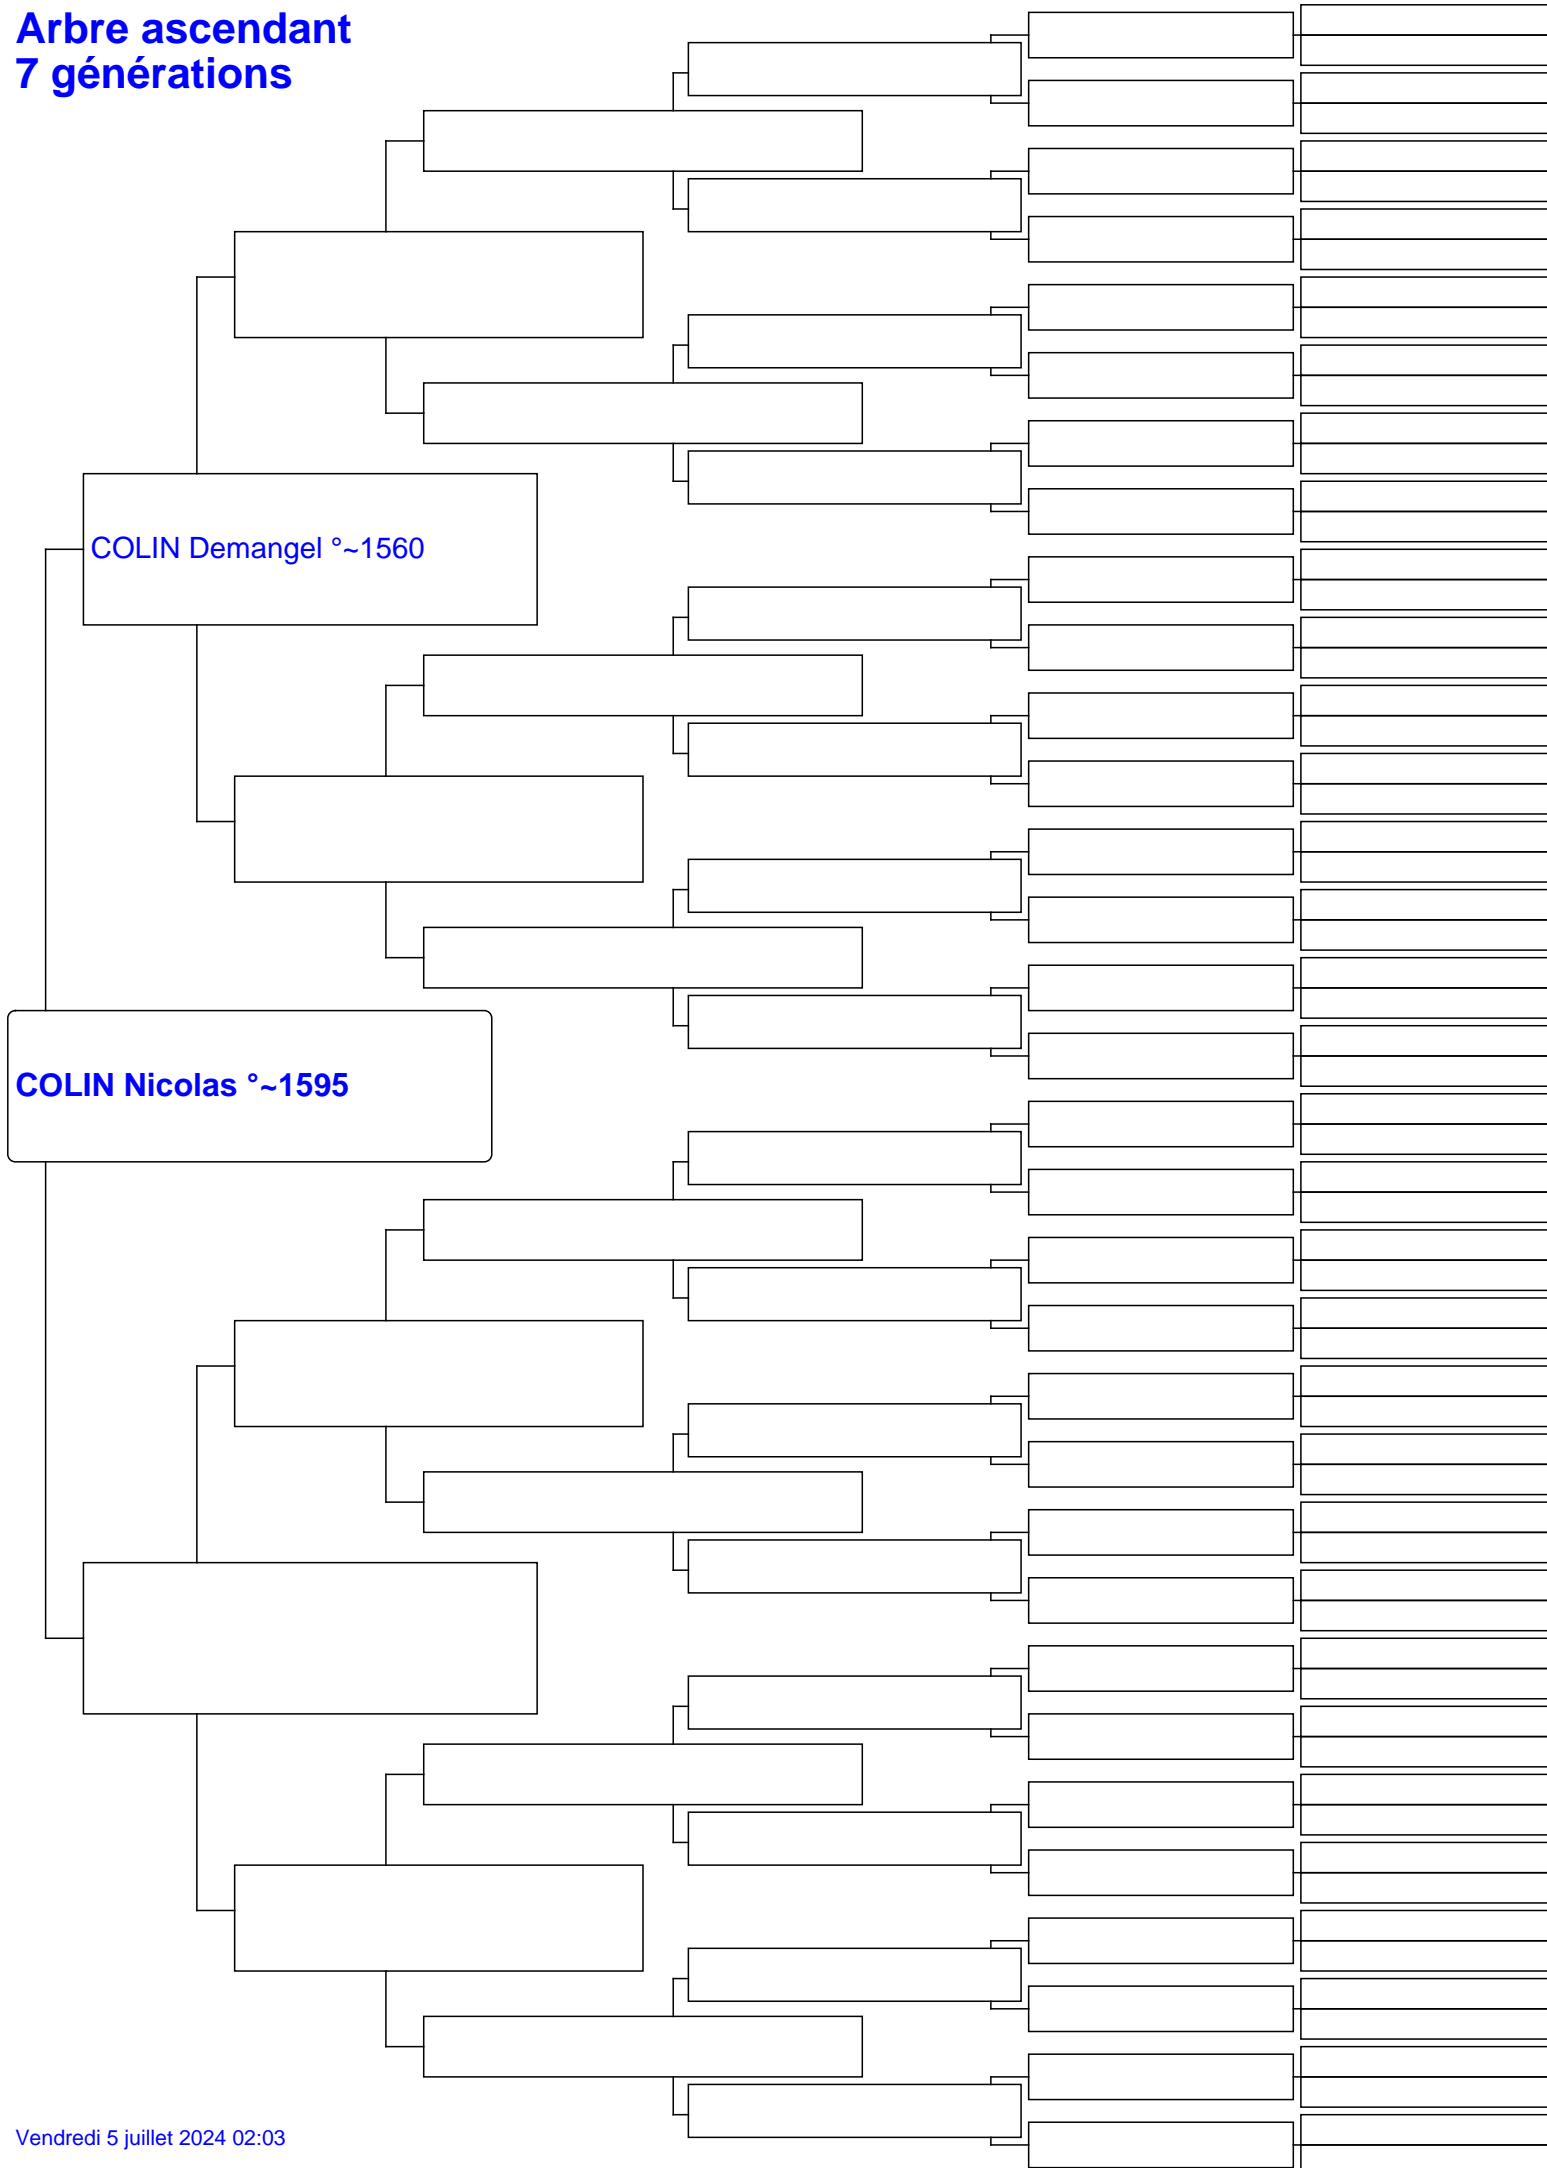 Arbre ascendant
7 générations
COLIN Demangel °~1560
COLIN Nicolas °~1595
Vendredi 5 juillet 2024 02:03